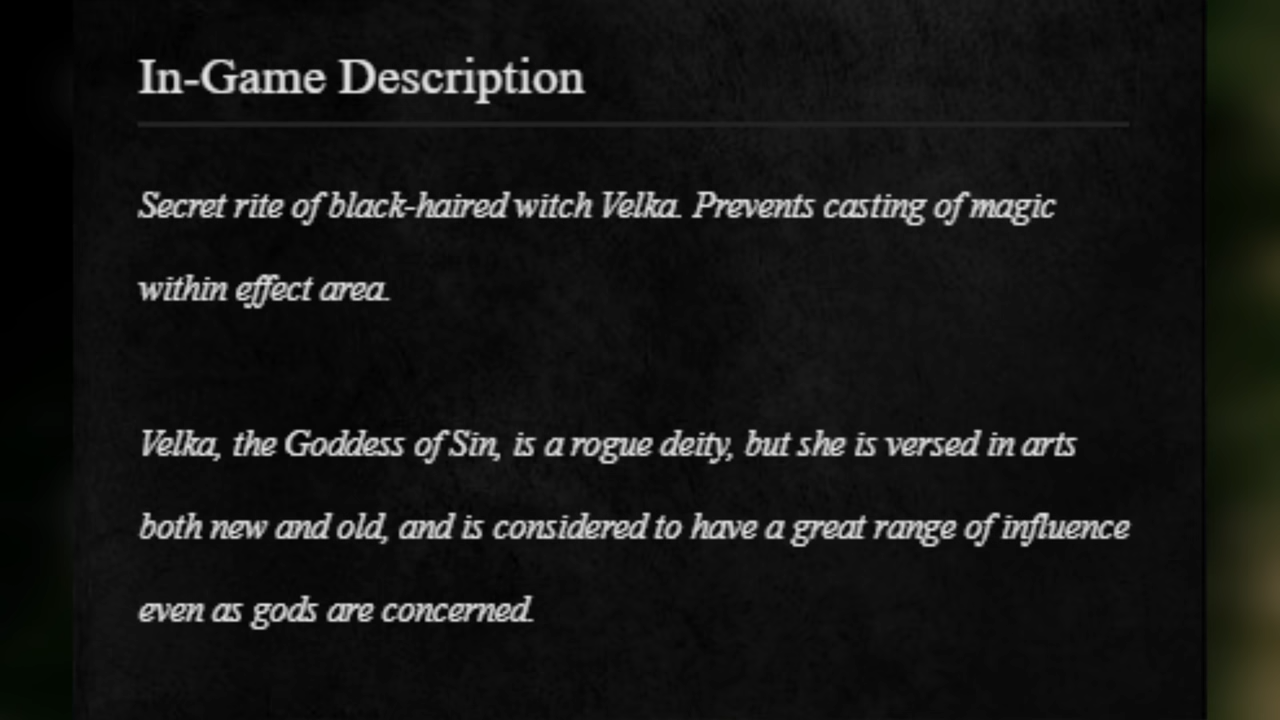 In-Game Description
Secret rite of black-haired witch Velka. Prevents casting of magic
within effect area.
Velka, the Goddess of Sin, is a rogue deity, but she is versed in arts
both new and old, and is considered to have a great range of influence
even as gods are concerned.